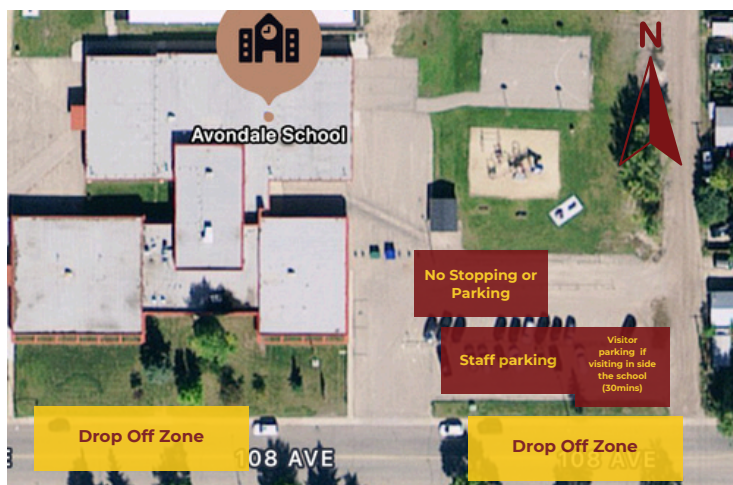 N
Avondale School
No Stopping or
Parking
Staff parking
Visitor
parking if
visiting in side
the school
(30mins)
Drop Off Zone
Drop Off Zone
108 AVE
108 AVE